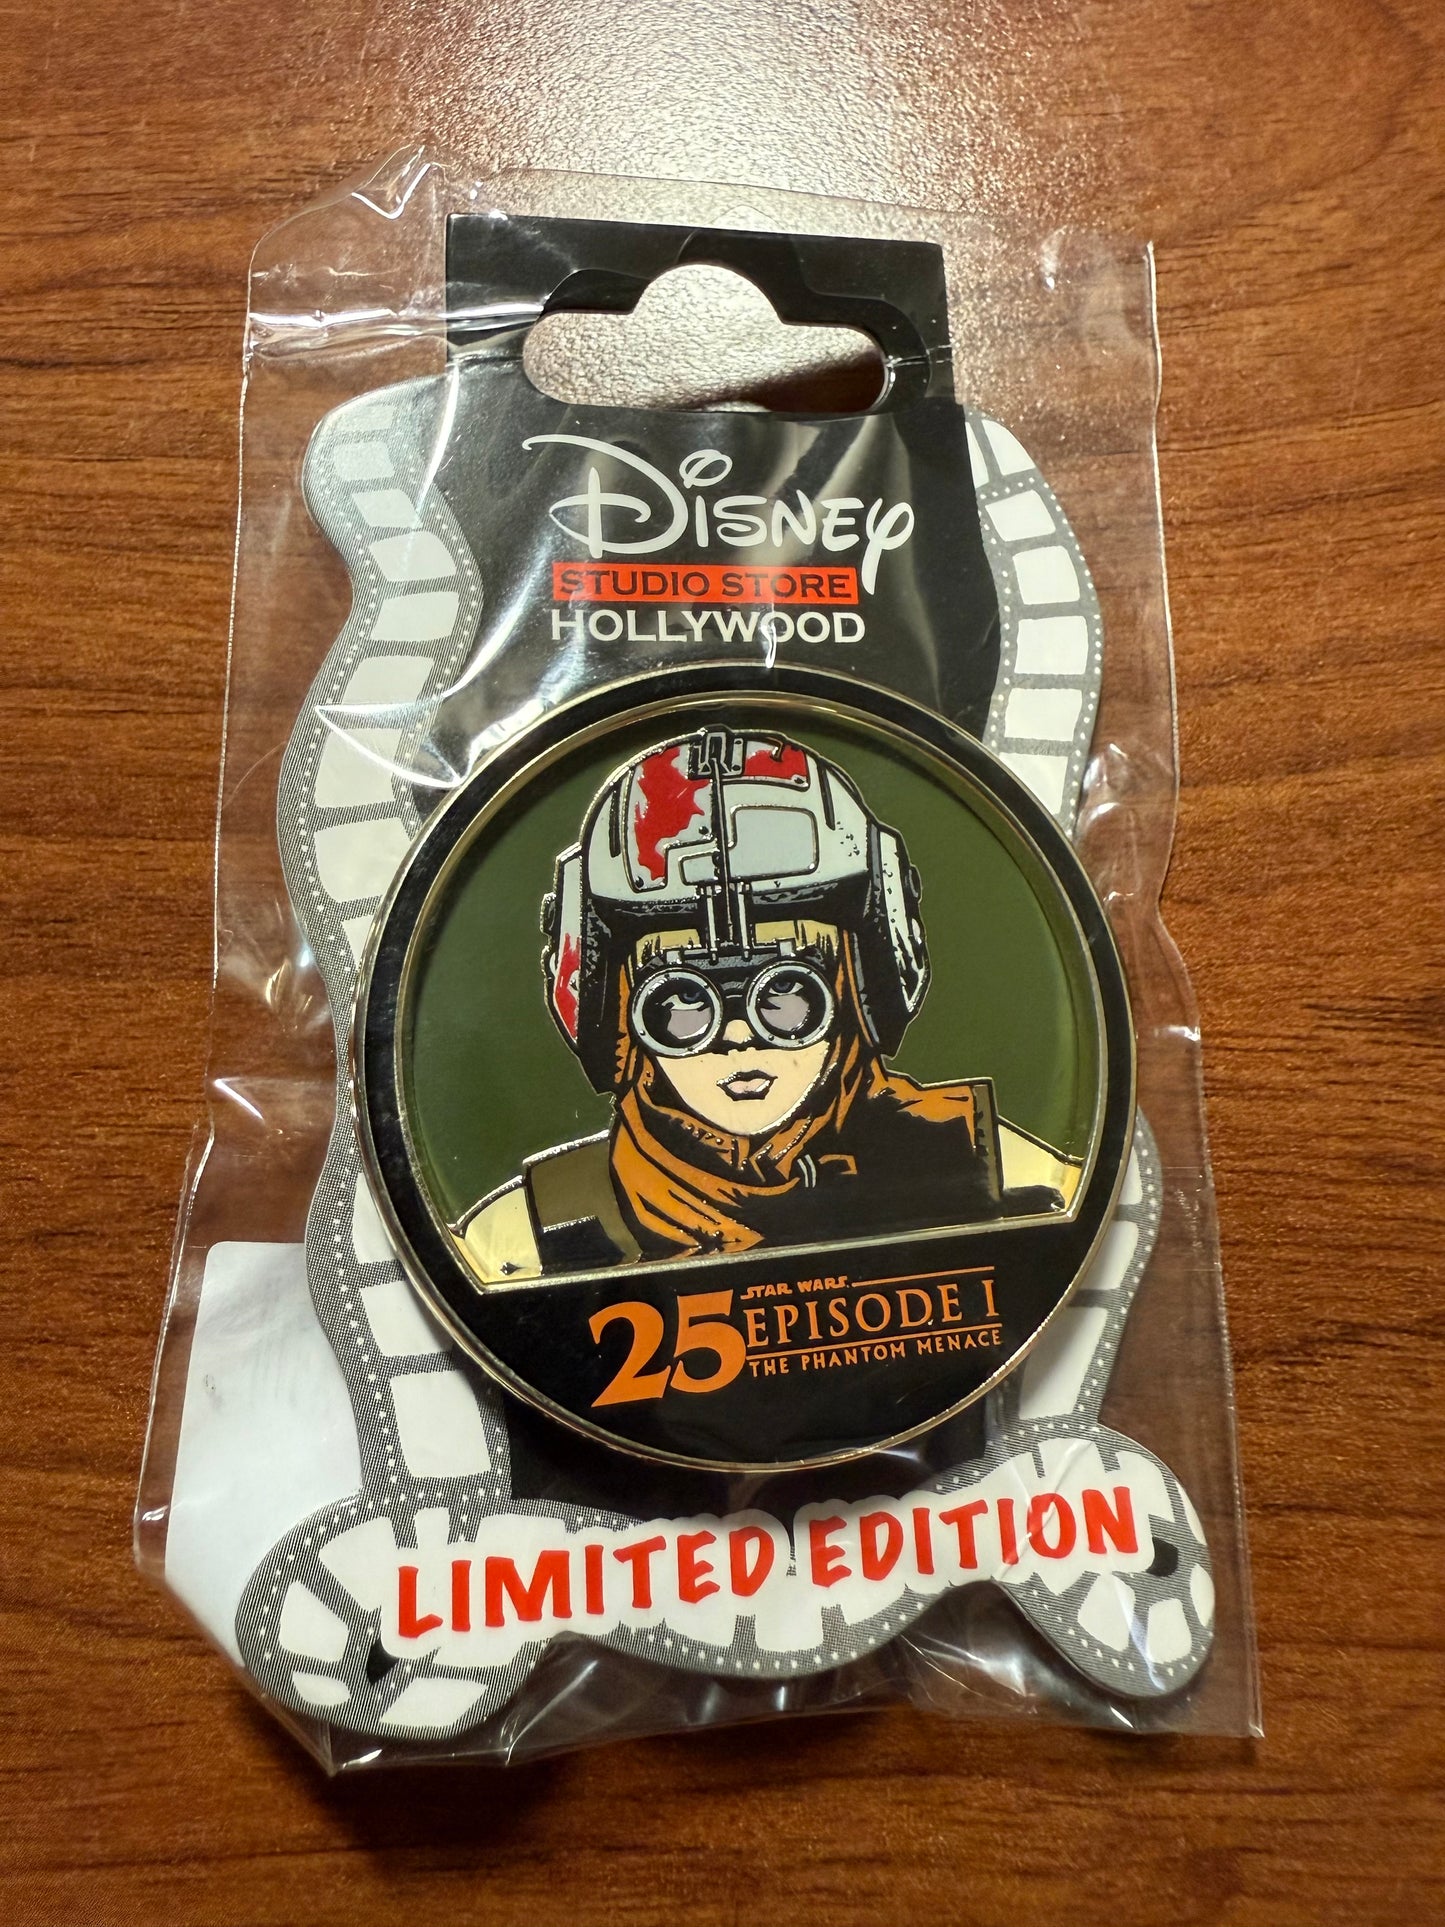 Disney
STUDIO STORE
HOLLYWOOD
STAR WARS
25 EPISODE I
THE PHANTOM MENACE
LIMITED EDITION